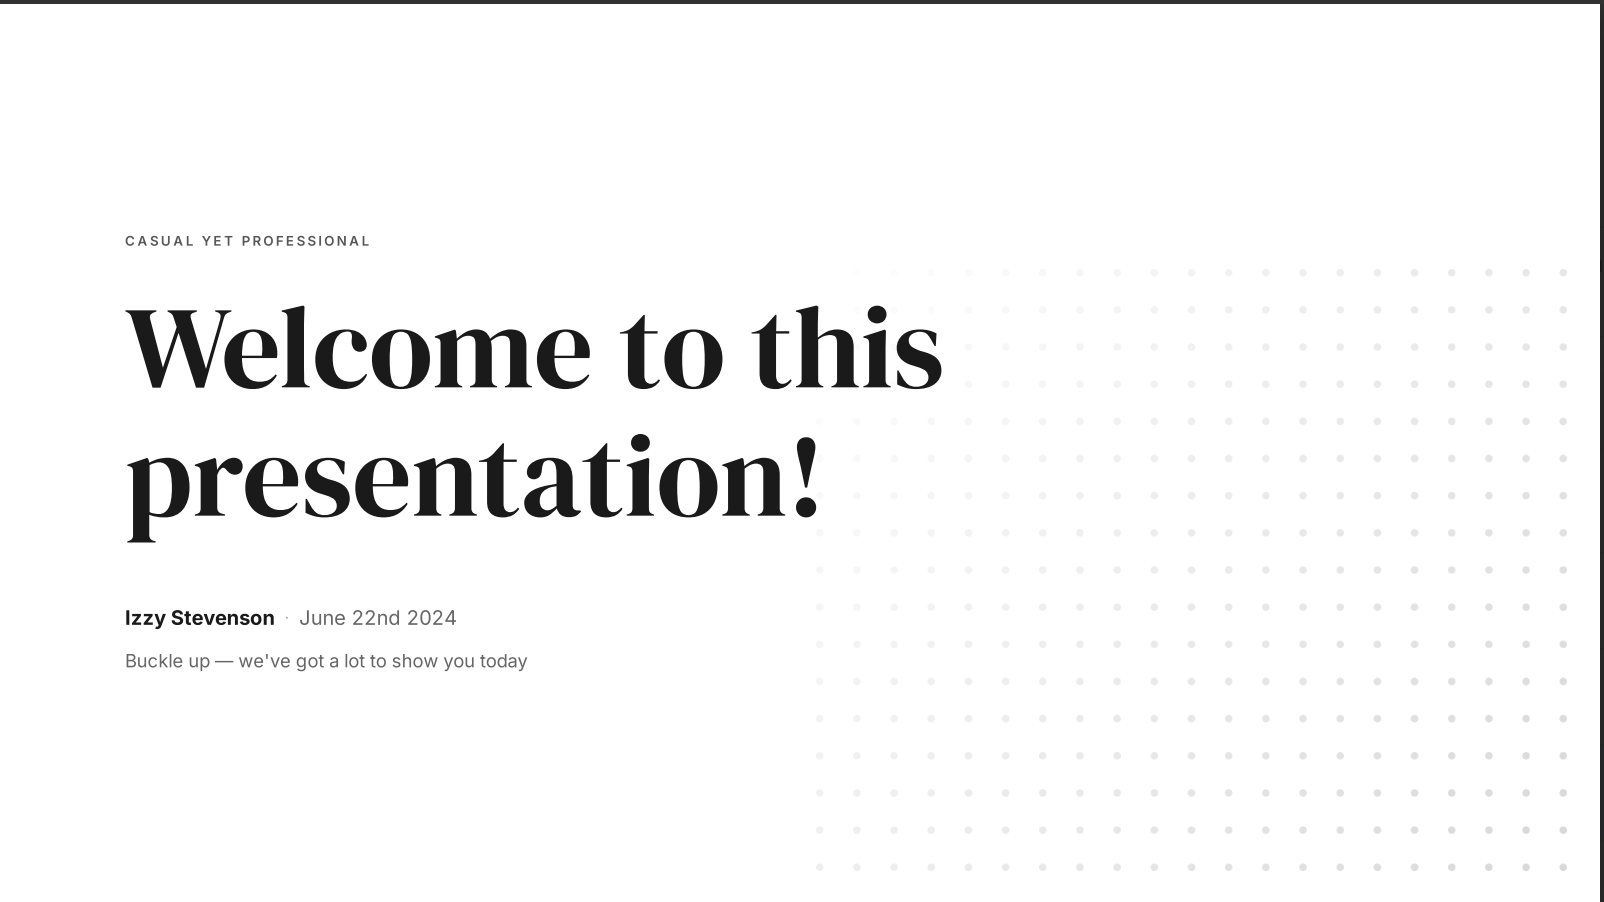 CASUAL YET PROFESSIONAL
Welcome to this
presentation!
Izzy Stevenson · June 22nd 2024
Buckle up — we've got a lot to show you today